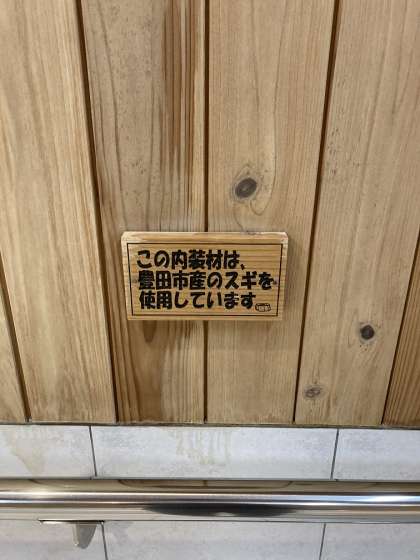 この内装材は、
豊田市産のスギを
使用しています。